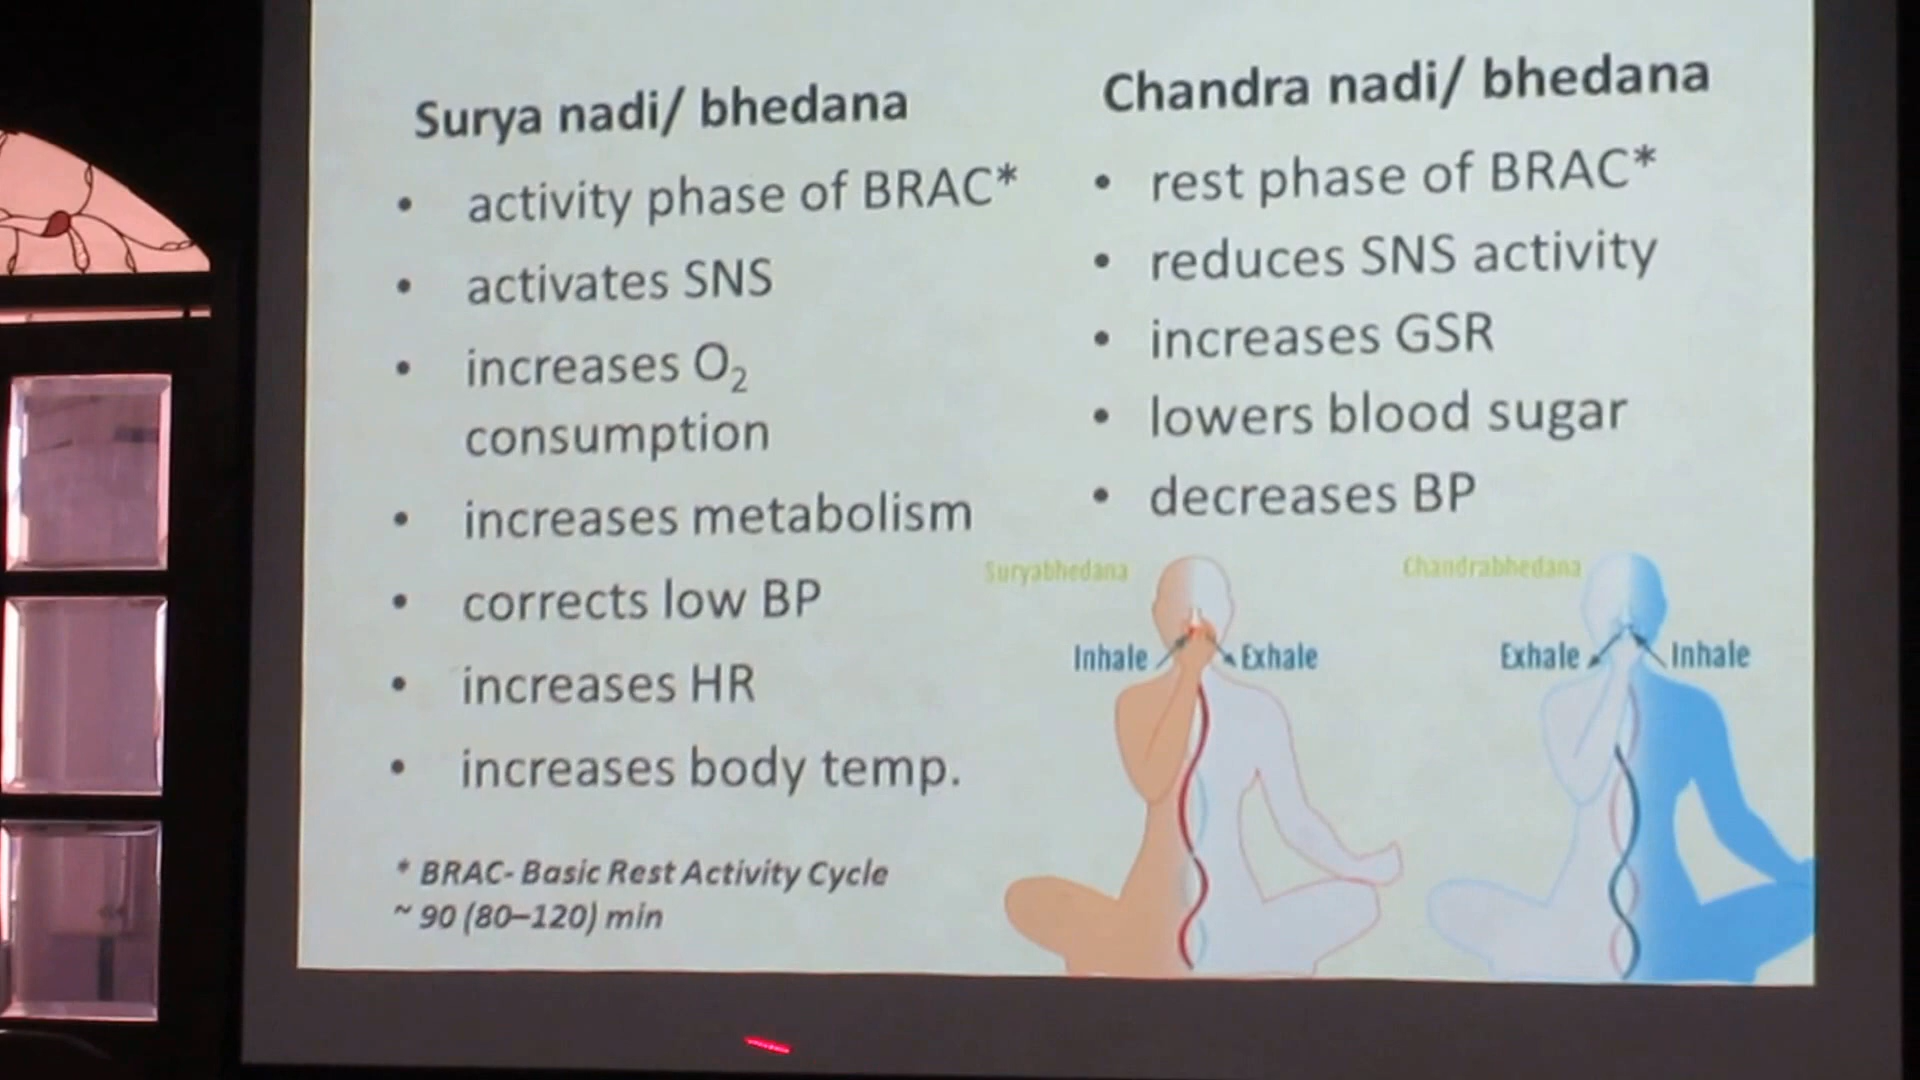 Surya nadi/ bhedana
• activity phase of BRAC*
• activates SNS
• increases O₂
consumption
• increases metabolism
• corrects low BP
• increases HR
• increases body temp.
* BRAC- Basic Rest Activity Cycle
~ 90 (80–120) min
Chandra nadi/ bhedana
• rest phase of BRAC*
• reduces SNS activity
• increases GSR
• lowers blood sugar
• decreases BP
Suryabhedana
Inhale Exhale
Chandrabhedana
Exhale Inhale